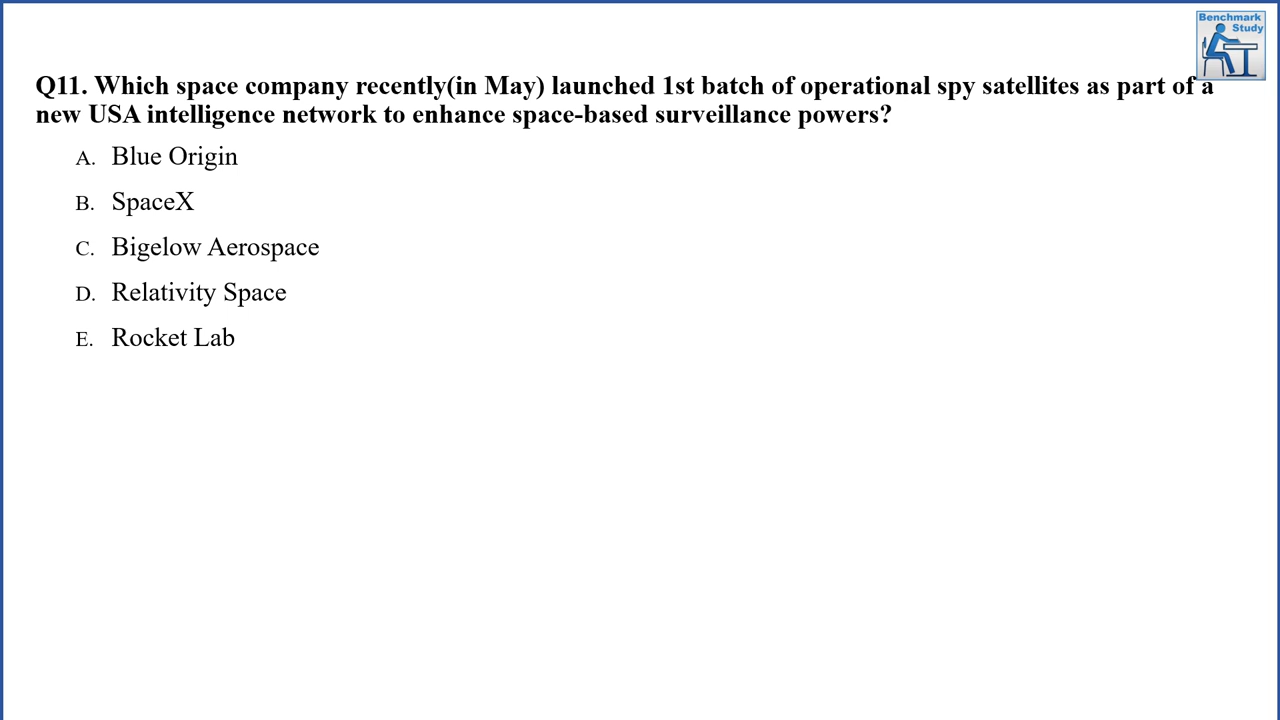 Benchmark
Study
Q11. Which space company recently(in May) launched 1st batch of operational spy satellites as part of a
new USA intelligence network to enhance space-based surveillance powers?
A. Blue Origin
B. SpaceX
C. Bigelow Aerospace
D. Relativity Space
E. Rocket Lab